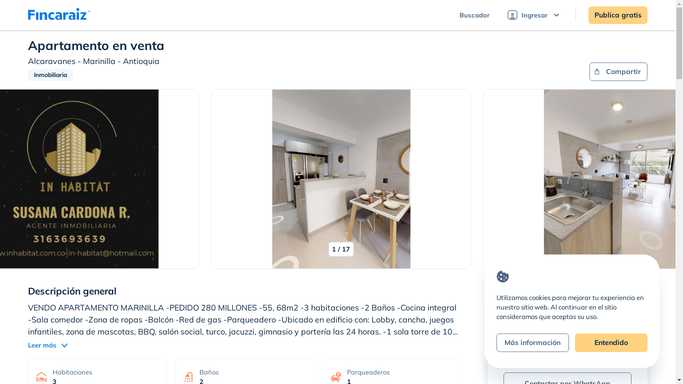 Fincaraiz
Buscador
Ingresar
Publica gratis
Apartamento en venta
Alcaravanes - Marinilla - Antioquia
Inmobiliaria
Compartir
IN HABITAT
SUSANA CARDONA R.
AGENTE INMOBILIARIA
3163693639
w.inhabitat.com.co-in-habitat@hotmail.com
1 / 17
Descripción general
VENDO APARTAMENTO MARINILLA -PEDIDO 280 MILLONES -55, 68m2 -3 habitaciones -2 Baños -Cocina integral
-Sala comedor -Zona de ropas -Balcón -Red de gas -Parqueadero -Ubicado en edificio con: Lobby, cancha, juegos
infantiles, zona de mascotas, BBQ, salón social, turco, jacuzzi, gimnasio y portería las 24 horas. -1 sola torre de 10...
Leer más
Habitaciones
3
Baños
2
Parqueaderos
1
Utilizamos cookies para mejorar tu experiencia en
nuestro sitio web. Al continuar en el sitio
consideramos que aceptas su uso.
Más información
Entendido
Contactar por WhatsApp